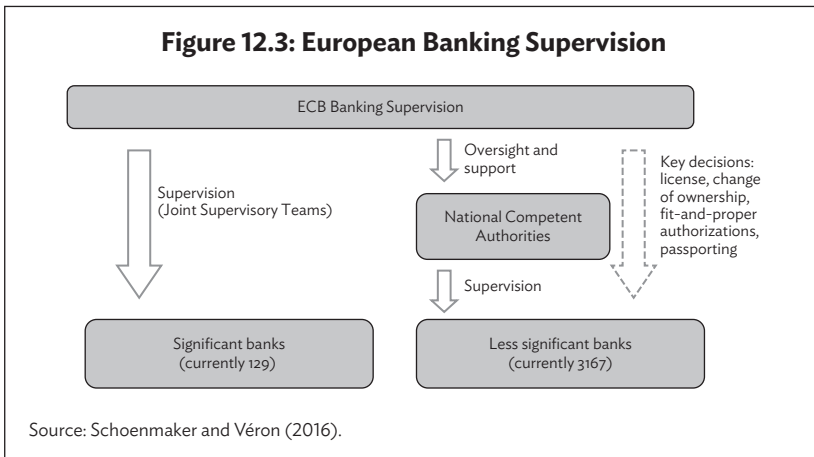 Figure 12.3: European Banking Supervision
ECB Banking Supervision
Supervision
(Joint Supervisory Teams)
Oversight and
support
National Competent
Authorities
Supervision
Key decisions:
license, change
of ownership,
fit-and-proper
authorizations,
passporting
Significant banks
(currently 129)
Less significant banks
(currently 3167)
Source: Schoenmaker and Véron (2016).